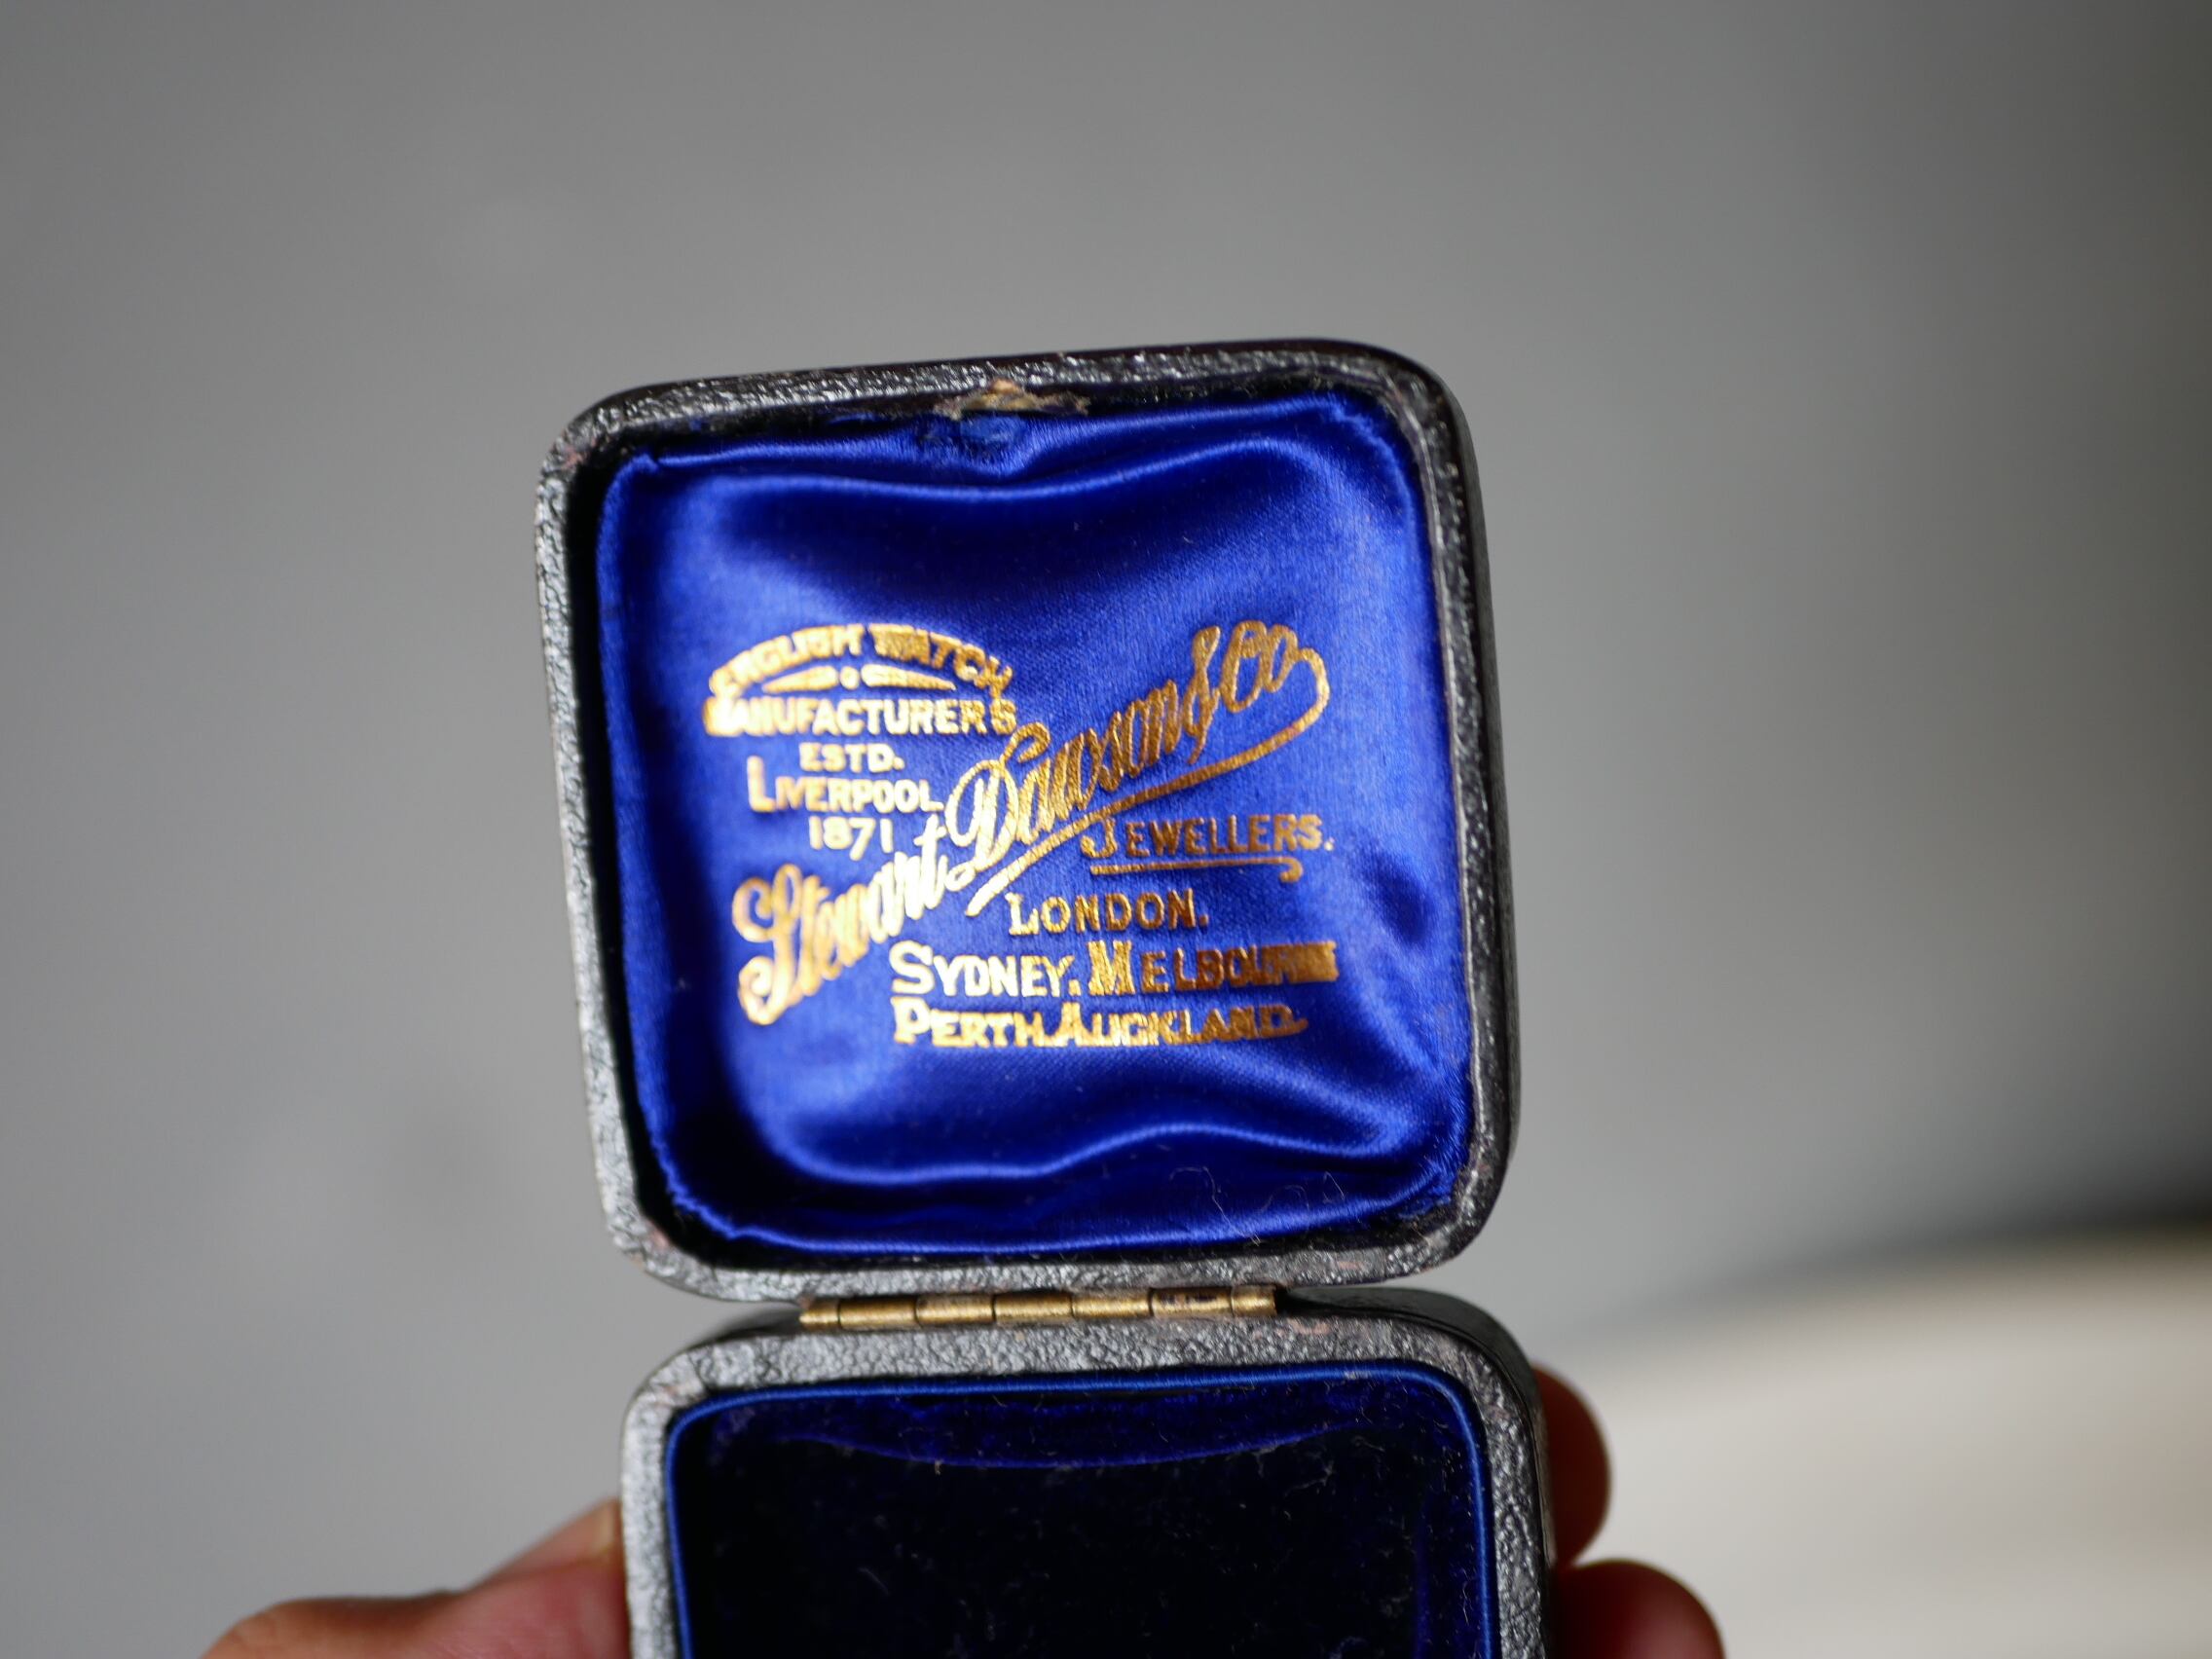 ENGLISH WATCH
MANUFACTURERS
ESTD.
LIVERPOOL
1871
Stewart Dawson & Co
JEWELLERS.
LONDON.
SYDNEY. MELBOURNE
PERTH. AUCKLAND.